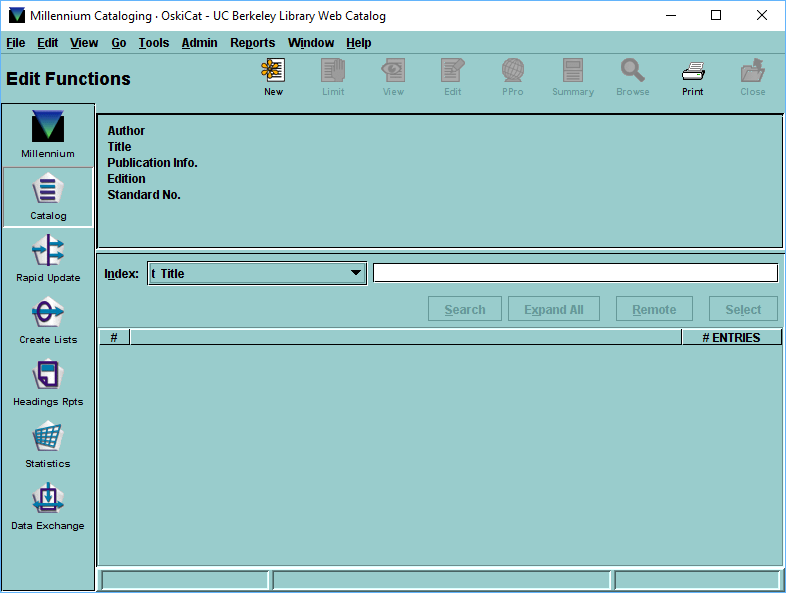 Millennium Cataloging · OskiCat - UC Berkeley Library Web Catalog
File Edit View Go Tools Admin Reports Window Help
Edit Functions
New Limit View Edit PPro Summary Browse Print Close
Millennium
Catalog
Rapid Update
Create Lists
Headings Rpts
Statistics
Data Exchange
Author
Title
Publication Info.
Edition
Standard No.
Index: t Title
Search Expand All Remote Select
# # ENTRIES